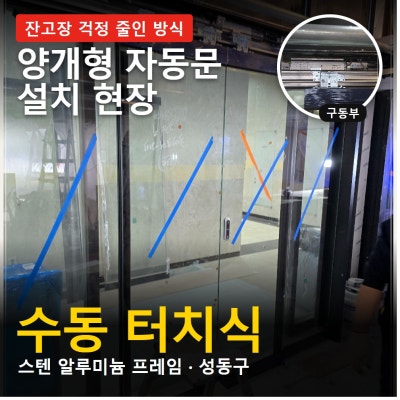 잔고장 걱정 줄인 방식
양개형 자동문
설치 현장
구동부
수동 터치식
스텐 알루미늄 프레임 · 성동구